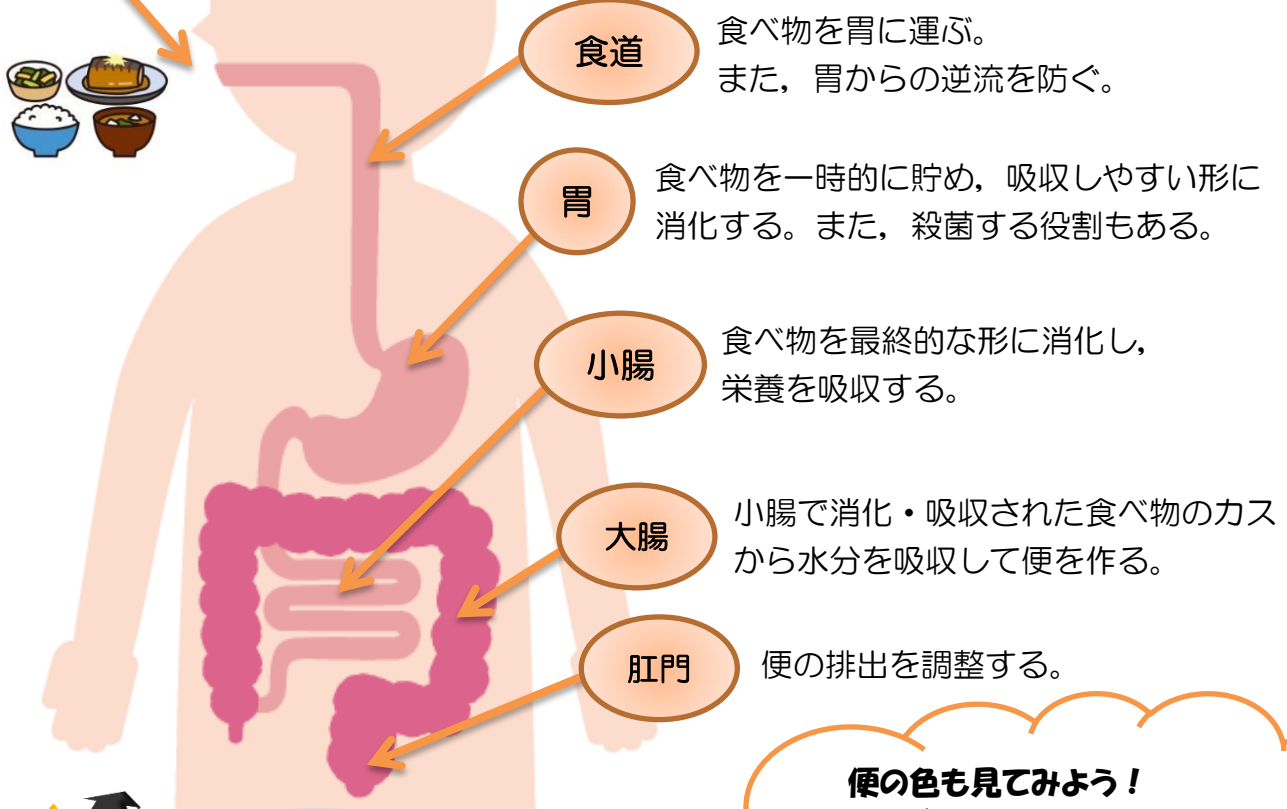 食道
食べ物を胃に運ぶ。
また，胃からの逆流を防ぐ。
胃
食べ物を一時的に貯め，吸収しやすい形に
消化する。また，殺菌する役割もある。
小腸
食べ物を最終的な形に消化し，
栄養を吸収する。
大腸
小腸で消化・吸収された食べ物のカス
から水分を吸収して便を作る。
肛門
便の排出を調整する。
便の色も見てみよう！